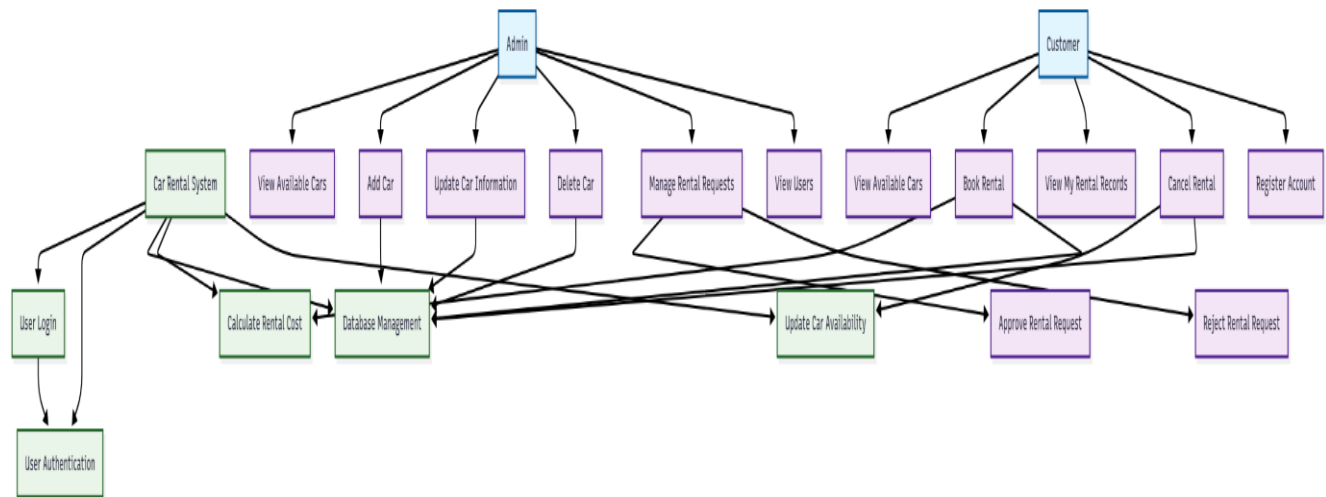 Admin
Customer
Car Rental System
View Available Cars
Add Car
Update Car Information
Delete Car
Manage Rental Requests
View Users
View Available Cars
Book Rental
View My Rental Records
Cancel Rental
Register Account
User Login
Calculate Rental Cost
Database Management
Update Car Availability
Approve Rental Request
Reject Rental Request
User Authentication